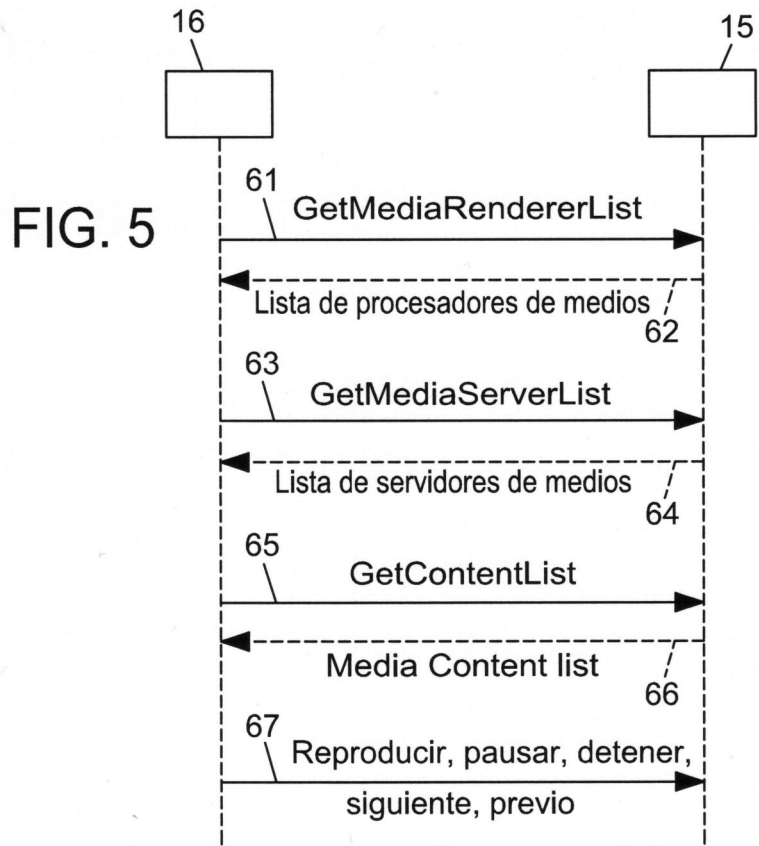 16
15
61
GetMediaRendererList
FIG. 5
Lista de procesadores de medios
62
63
GetMediaServerList
Lista de servidores de medios
64
65
GetContentList
Media Content list
66
67
Reproducir, pausar, detener,
siguiente, previo